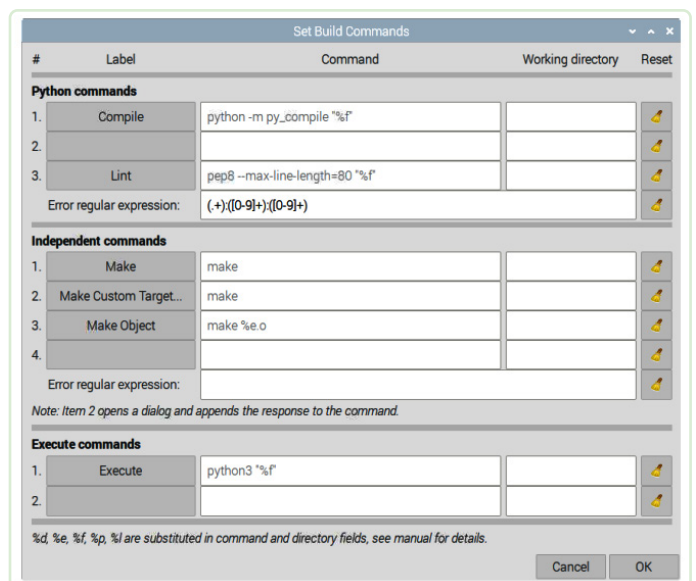 Set Build Commands
# Label Command Working directory Reset
Python commands
1. Compile python -m py_compile "%f"
2.
3. Lint pep8 --max-line-length=80 "%f"
Error regular expression: (.+):([0-9]+):([0-9]+)
Independent commands
1. Make make
2. Make Custom Target... make
3. Make Object make %e.o
4.
Error regular expression:
Note: Item 2 opens a dialog and appends the response to the command.
Execute commands
1. Execute python3 "%f"
2.
%d, %e, %f, %p, %l are substituted in command and directory fields, see manual for details.
Cancel OK